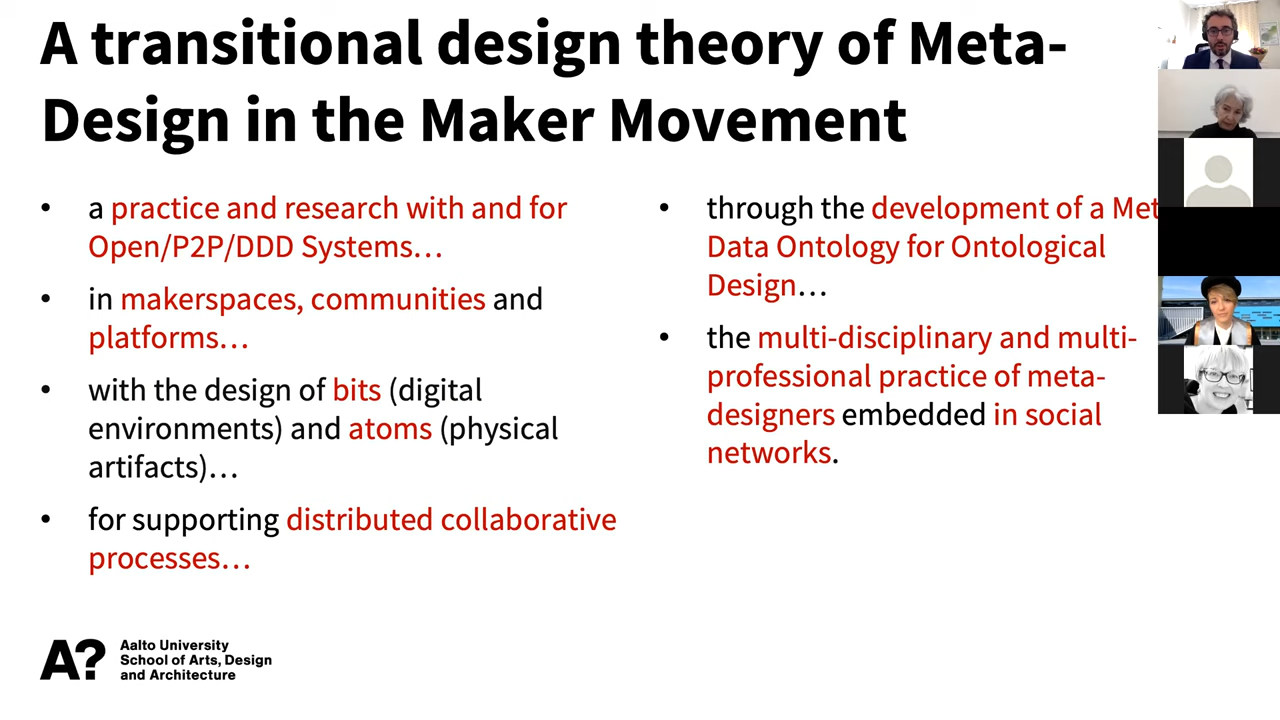 A transitional design theory of Meta-
Design in the Maker Movement
• a practice and research with and for
Open/P2P/DDD Systems…
• in makerspaces, communities and
platforms…
• with the design of bits (digital
environments) and atoms (physical
artifacts)…
• for supporting distributed collaborative
processes…
• through the development of a Met
Data Ontology for Ontological
Design…
• the multi-disciplinary and multi-
professional practice of meta-
designers embedded in social
networks.
A?
Aalto University
School of Arts, Design
and Architecture